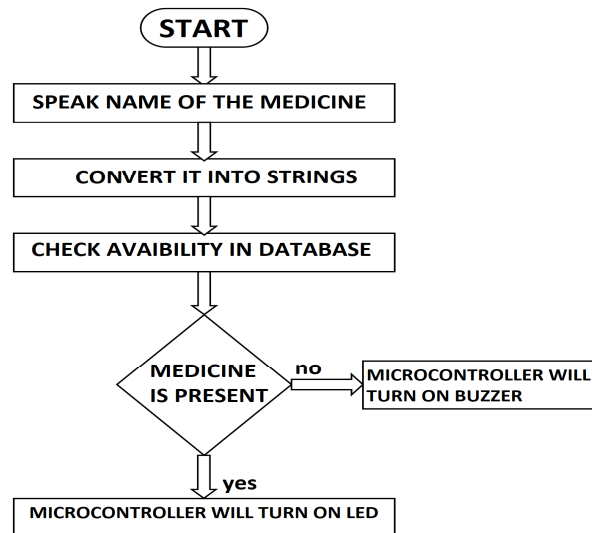 START
SPEAK NAME OF THE MEDICINE
CONVERT IT INTO STRINGS
CHECK AVAIBILITY IN DATABASE
MEDICINE
IS PRESENT
no
MICROCONTROLLER WILL
TURN ON BUZZER
yes
MICROCONTROLLER WILL TURN ON LED